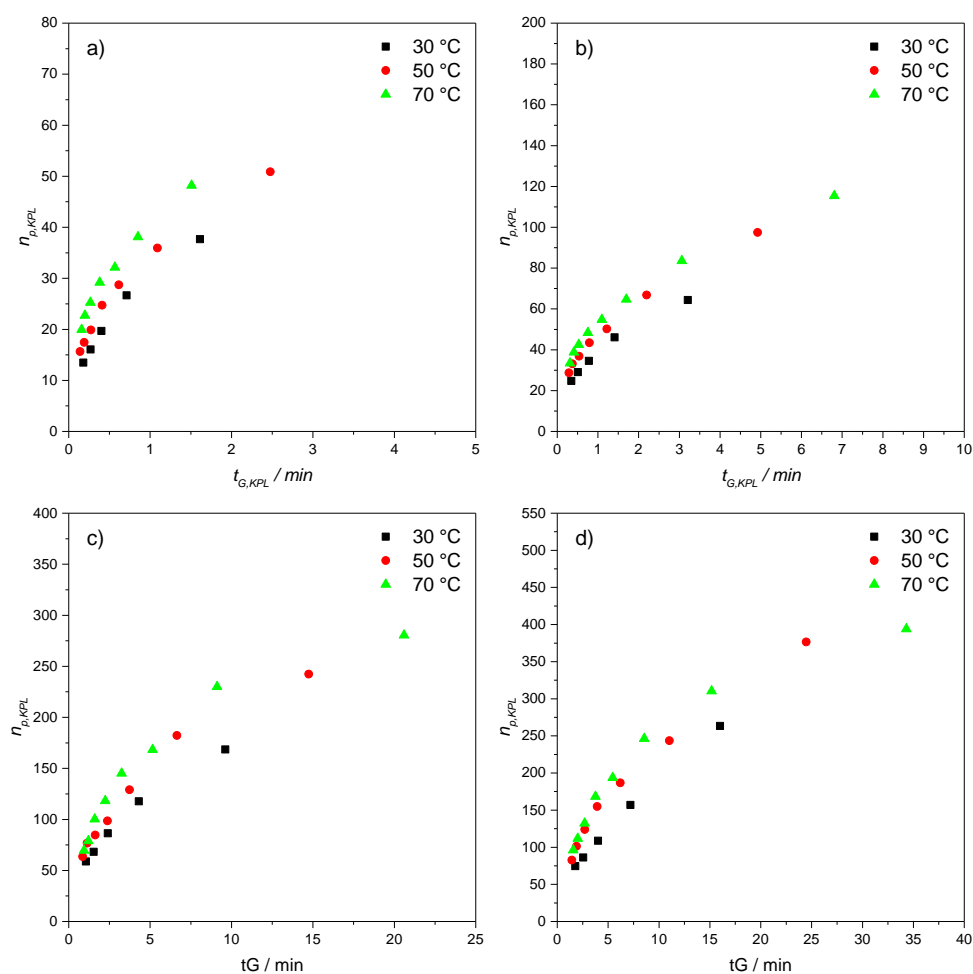 a)
30 °C
50 °C
70 °C
80
70
60
50
40
30
20
10
0
n_p,KPL
0 1 2 3 4 5
t_G,KPL / min
b)
30 °C
50 °C
70 °C
200
180
160
140
120
100
80
60
40
20
0
n_p,KPL
0 1 2 3 4 5 6 7 8 9 10
t_G,KPL / min
c)
30 °C
50 °C
70 °C
400
350
300
250
200
150
100
50
0
n_p,KPL
0 5 10 15 20 25
tG / min
d)
30 °C
50 °C
70 °C
550
500
450
400
350
300
250
200
150
100
50
0
n_p,KPL
0 5 10 15 20 25 30 35 40
tG / min